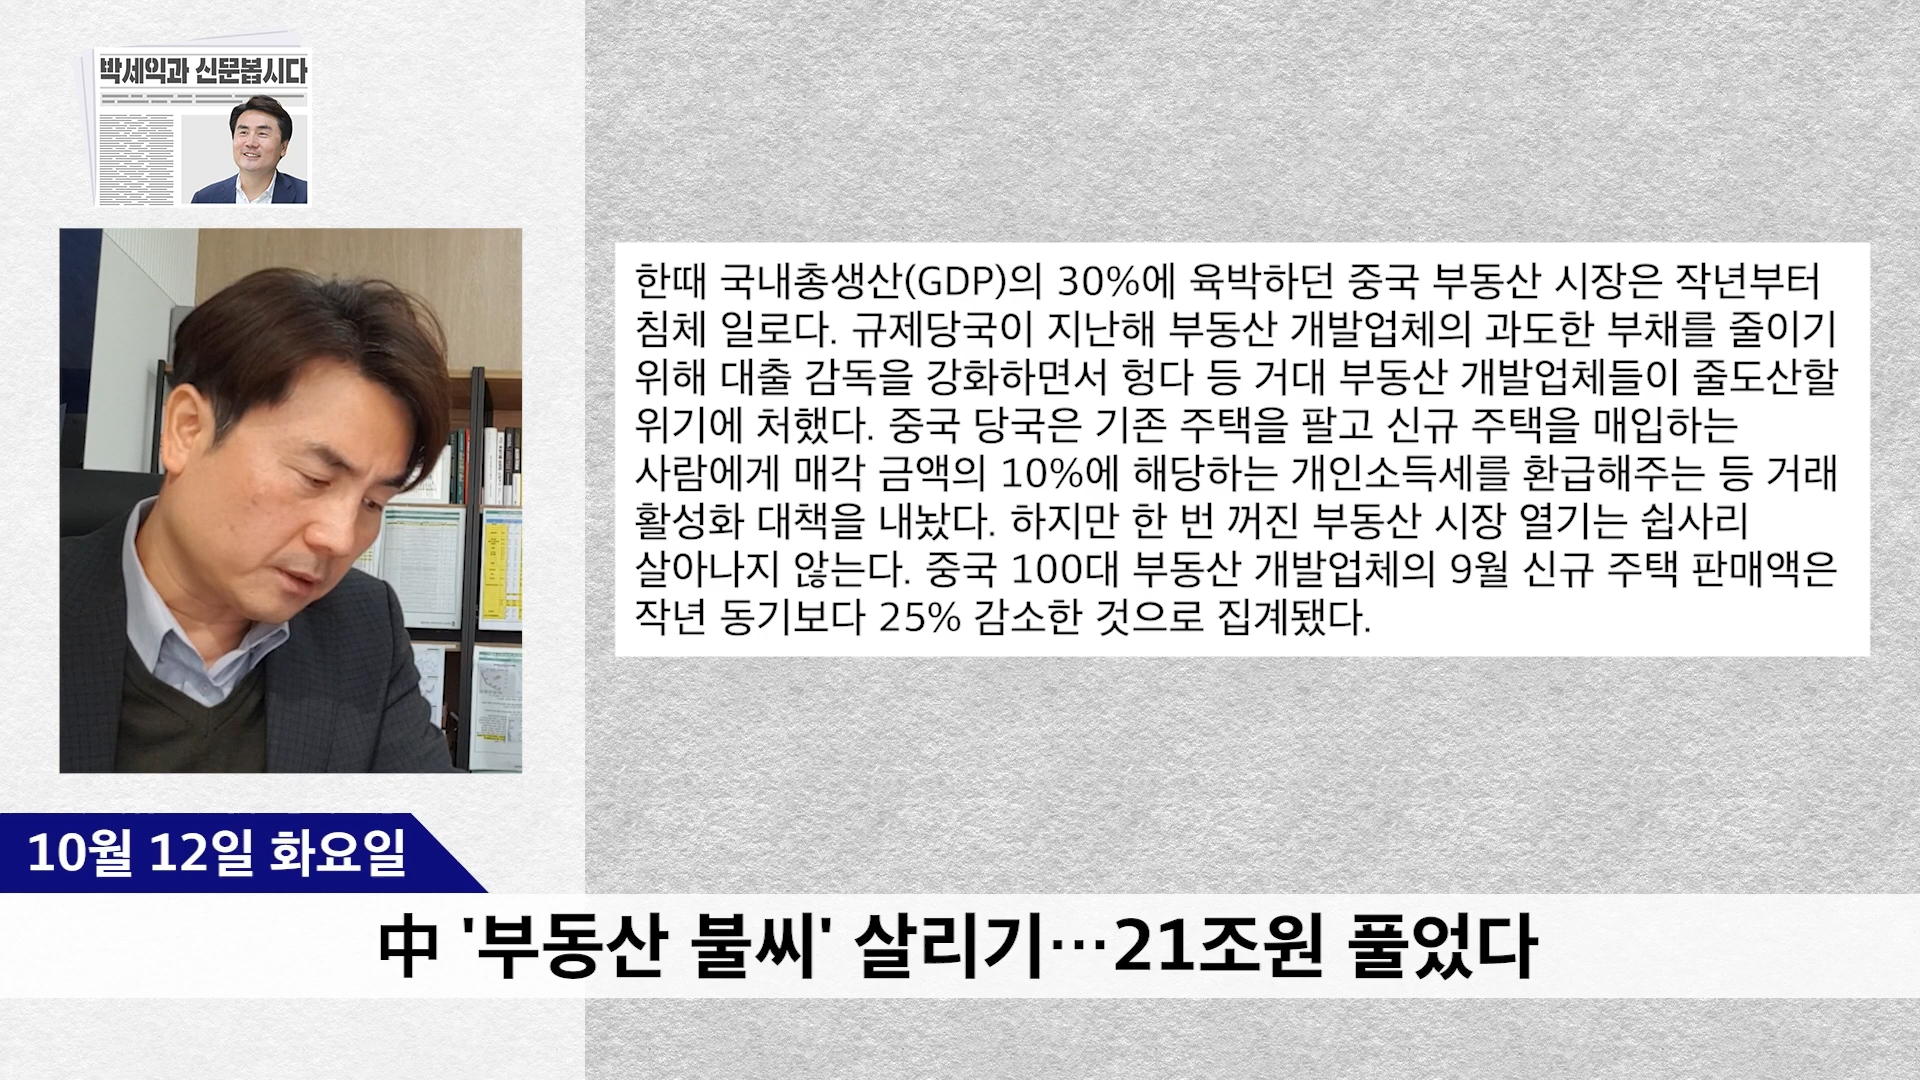 박세익과 신문봅시다
한때 국내총생산(GDP)의 30%에 육박하던 중국 부동산 시장은 작년부터
침체 일로다. 규제당국이 지난해 부동산 개발업체의 과도한 부채를 줄이기
위해 대출 감독을 강화하면서 헝다 등 거대 부동산 개발업체들이 줄도산할
위기에 처했다. 중국 당국은 기존 주택을 팔고 신규 주택을 매입하는
사람에게 매각 금액의 10%에 해당하는 개인소득세를 환급해주는 등 거래
활성화 대책을 내놨다. 하지만 한 번 꺼진 부동산 시장 열기는 쉽사리
살아나지 않는다. 중국 100대 부동산 개발업체의 9월 신규 주택 판매액은
작년 동기보다 25% 감소한 것으로 집계됐다.
10월 12일 화요일
中 '부동산 불씨' 살리기…21조원 풀었다